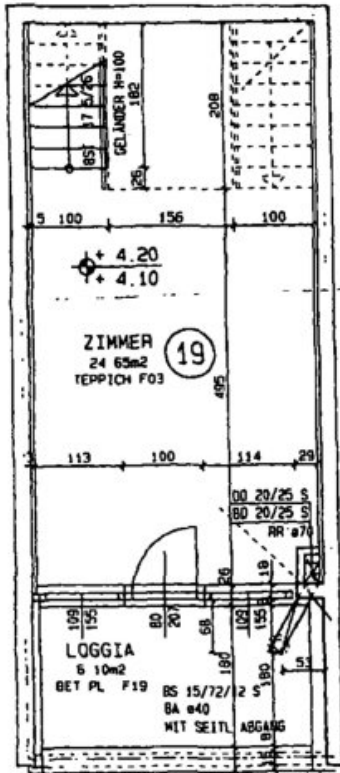 8ST 17 5/26
GELÄNDER H=100
182
26
208
5 100
156
100
+ 4.20
+ 4.10
ZIMMER
24 65m2
TEPPICH F03
19
495
113
100
114
29
DD 20/25 S
BD 20/25 S
RR ø70
26
18
109
155
80
207
68
109
155
180
180
53
LOGGIA
6 10m2
BET PL F19
BS 15/72/12 S
BA ø40
MIT SEITL ABGANG